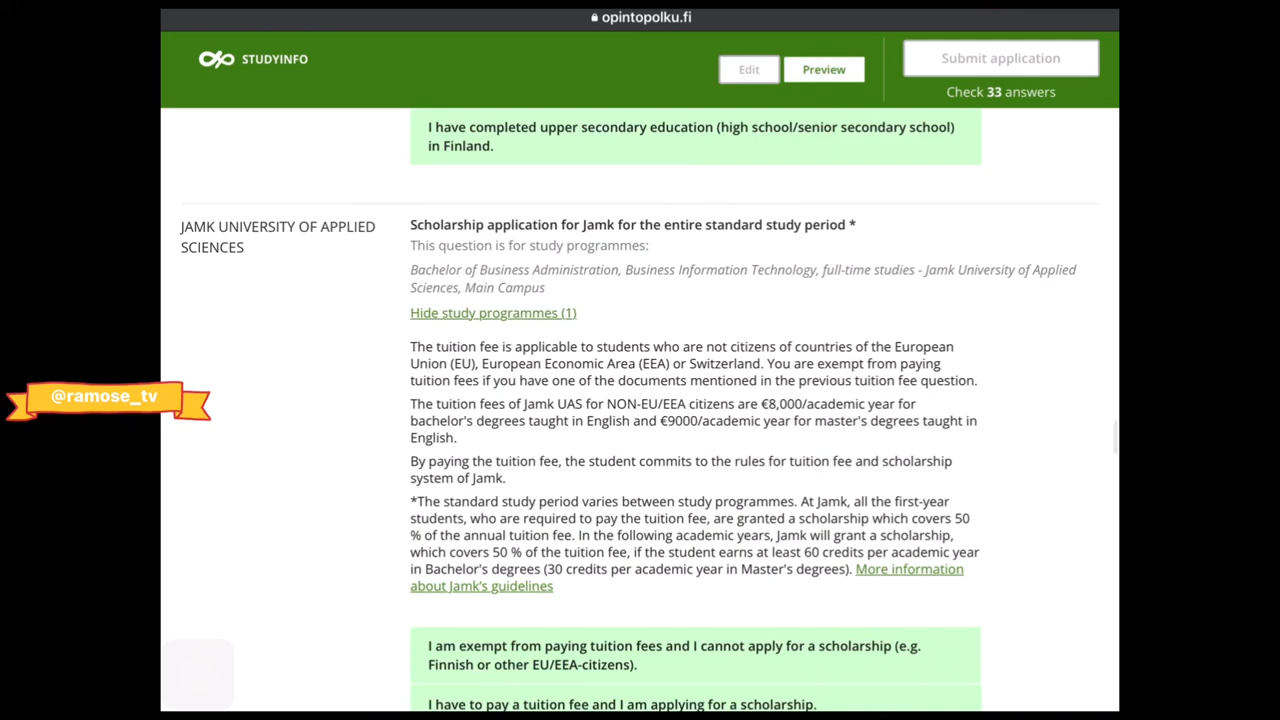 opintopolku.fi
STUDYINFO
Edit
Preview
Submit application
Check 33 answers
I have completed upper secondary education (high school/senior secondary school)
in Finland.
JAMK UNIVERSITY OF APPLIED
SCIENCES
Scholarship application for Jamk for the entire standard study period *
This question is for study programmes:
Bachelor of Business Administration, Business Information Technology, full-time studies - Jamk University of Applied
Sciences, Main Campus
Hide study programmes (1)
The tuition fee is applicable to students who are not citizens of countries of the European
Union (EU), European Economic Area (EEA) or Switzerland. You are exempt from paying
tuition fees if you have one of the documents mentioned in the previous tuition fee question.
@ramose_tv
The tuition fees of Jamk UAS for NON-EU/EEA citizens are €8,000/academic year for
bachelor's degrees taught in English and €9000/academic year for master's degrees taught in
English.
By paying the tuition fee, the student commits to the rules for tuition fee and scholarship
system of Jamk.
*The standard study period varies between study programmes. At Jamk, all the first-year
students, who are required to pay the tuition fee, are granted a scholarship which covers 50
% of the annual tuition fee. In the following academic years, Jamk will grant a scholarship,
which covers 50 % of the tuition fee, if the student earns at least 60 credits per academic year
in Bachelor's degrees (30 credits per academic year in Master's degrees). More information
about Jamk's guidelines
I am exempt from paying tuition fees and I cannot apply for a scholarship (e.g.
Finnish or other EU/EEA-citizens).
I have to pay a tuition fee and I am applying for a scholarship.